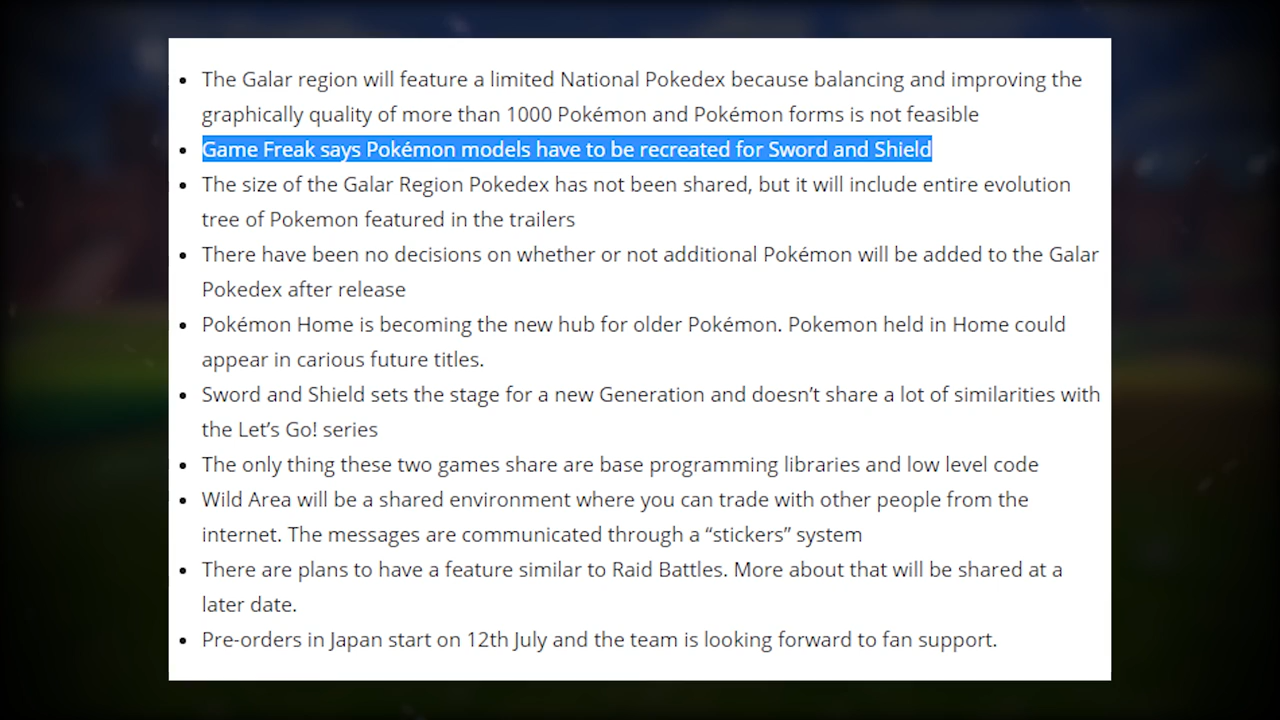 The Galar region will feature a limited National Pokedex because balancing and improving the
graphically quality of more than 1000 Pokémon and Pokémon forms is not feasible
Game Freak says Pokémon models have to be recreated for Sword and Shield
The size of the Galar Region Pokedex has not been shared, but it will include entire evolution
tree of Pokemon featured in the trailers
There have been no decisions on whether or not additional Pokémon will be added to the Galar
Pokedex after release
Pokémon Home is becoming the new hub for older Pokémon. Pokemon held in Home could
appear in carious future titles.
Sword and Shield sets the stage for a new Generation and doesn’t share a lot of similarities with
the Let’s Go! series
The only thing these two games share are base programming libraries and low level code
Wild Area will be a shared environment where you can trade with other people from the
internet. The messages are communicated through a “stickers” system
There are plans to have a feature similar to Raid Battles. More about that will be shared at a
later date.
Pre-orders in Japan start on 12th July and the team is looking forward to fan support.